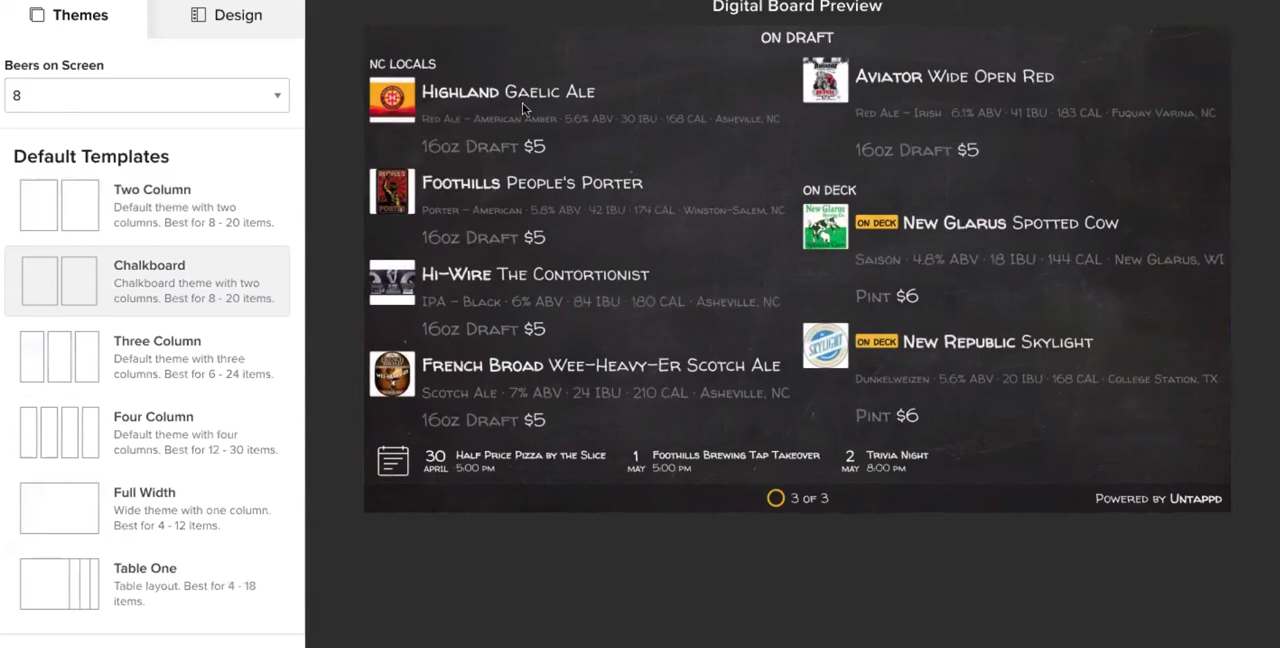 Themes
Design
Beers on Screen
8
Default Templates
Two Column
Default theme with two
columns. Best for 8 - 20 items.
Chalkboard
Chalkboard theme with two
columns. Best for 8 - 20 items.
Three Column
Default theme with three
columns. Best for 6 - 24 items.
Four Column
Default theme with four
columns. Best for 12 - 30 items.
Full Width
Wide theme with one column.
Best for 4 - 12 items.
Table One
Table layout. Best for 4 - 18
items.
Digital Board Preview
ON DRAFT
NC LOCALS
HIGHLAND GAELIC ALE
RED ALE – AMERICAN AMBER · 5.6% ABV · 30 IBU · 168 CAL · ASHEVILLE, NC
16OZ DRAFT $5
FOOTHILLS PEOPLE'S PORTER
PORTER – AMERICAN · 5.8% ABV · 42 IBU · 174 CAL · WINSTON-SALEM, NC
16OZ DRAFT $5
HI-WIRE THE CONTORTIONIST
IPA – BLACK · 6% ABV · 84 IBU · 180 CAL · ASHEVILLE, NC
16OZ DRAFT $5
FRENCH BROAD WEE-HEAVY-ER SCOTCH ALE
SCOTCH ALE · 7% ABV · 24 IBU · 210 CAL · ASHEVILLE, NC
16OZ DRAFT $5
AVIATOR WIDE OPEN RED
RED ALE – IRISH · 6.1% ABV · 41 IBU · 183 CAL · FUQUAY VARINA, NC
16OZ DRAFT $5
ON DECK
New Glarus
ON DECK NEW GLARUS SPOTTED COW
SAISON · 4.8% ABV · 18 IBU · 144 CAL · NEW GLARUS, WI
PINT $6
SKYLIGHT
ON DECK NEW REPUBLIC SKYLIGHT
DUNKELWEIZEN · 5.6% ABV · 20 IBU · 168 CAL · COLLEGE STATION, TX
PINT $6
30 APRIL HALF PRICE PIZZA BY THE SLICE 5:00 PM
1 MAY FOOTHILLS BREWING TAP TAKEOVER 5:00 PM
2 MAY TRIVIA NIGHT 8:00 PM
3 OF 3
POWERED BY UNTAPPD